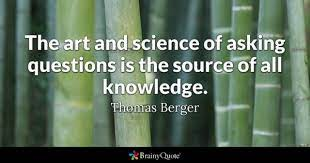 The art and science of asking
questions is the source of all
knowledge.
Thomas Berger
BrainyQuote®